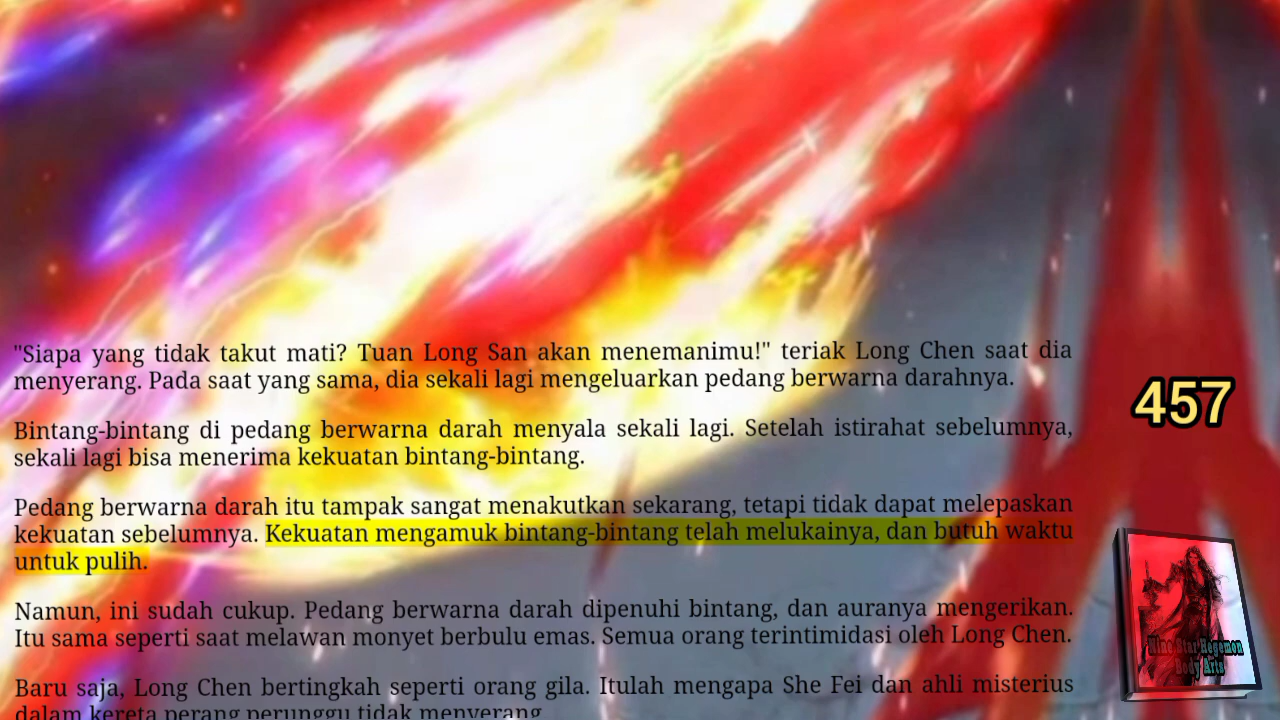 "Siapa yang tidak takut mati? Tuan Long San akan menemanimu!" teriak Long Chen saat dia
menyerang. Pada saat yang sama, dia sekali lagi mengeluarkan pedang berwarna darahnya.
Bintang-bintang di pedang berwarna darah menyala sekali lagi. Setelah istirahat sebelumnya,
sekali lagi bisa menerima kekuatan bintang-bintang.
Pedang berwarna darah itu tampak sangat menakutkan sekarang, tetapi tidak dapat melepaskan
kekuatan sebelumnya. Kekuatan mengamuk bintang-bintang telah melukainya, dan butuh waktu
untuk pulih.
Namun, ini sudah cukup. Pedang berwarna darah dipenuhi bintang, dan auranya mengerikan.
Itu sama seperti saat melawan monyet berbulu emas. Semua orang terintimidasi oleh Long Chen.
Baru saja, Long Chen bertingkah seperti orang gila. Itulah mengapa She Fei dan ahli misterius
dalam kereta perang perunggu tidak menyerang
457
Nine Star Hegemon
Body Arts